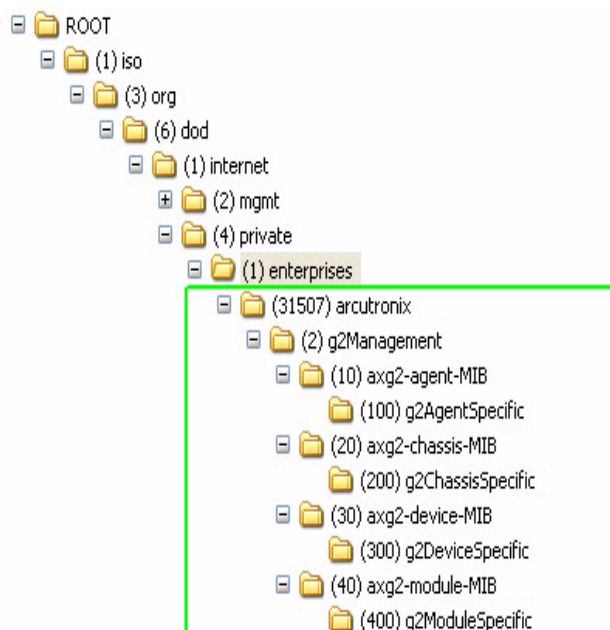 ROOT
(1) iso
(3) org
(6) dod
(1) internet
(2) mgmt
(4) private
(1) enterprises
(31507) arcutronix
(2) g2Management
(10) axg2-agent-MIB
(100) g2AgentSpecific
(20) axg2-chassis-MIB
(200) g2ChassisSpecific
(30) axg2-device-MIB
(300) g2DeviceSpecific
(40) axg2-module-MIB
(400) g2ModuleSpecific